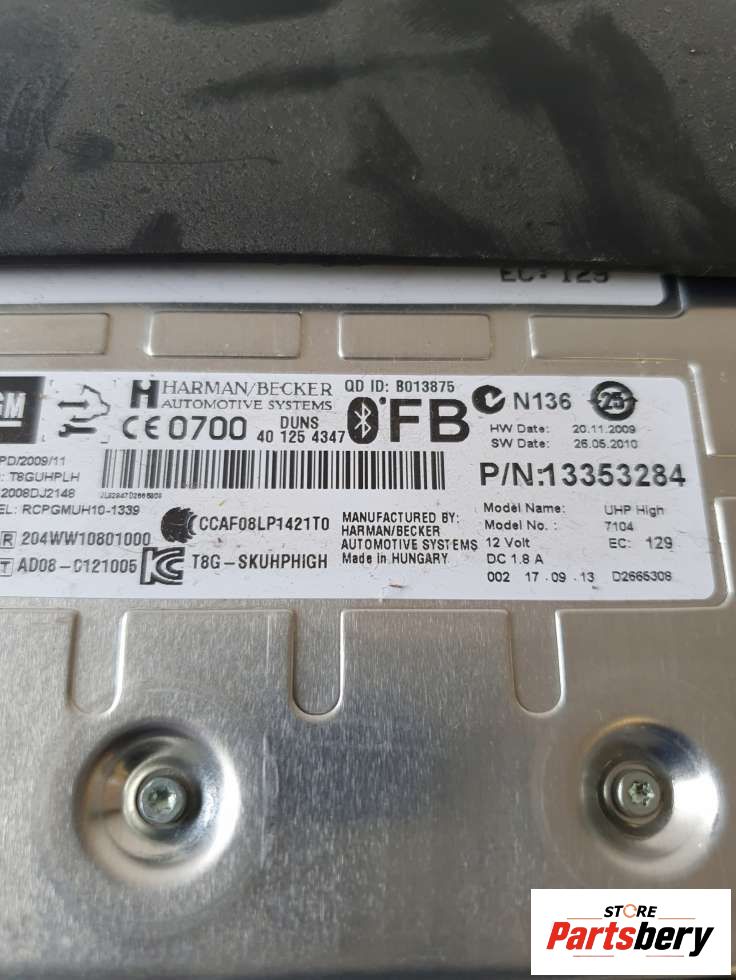 EC: 129
GM
HARMAN/BECKER
AUTOMOTIVE SYSTEMS
QD ID: B013875
CE 0700
DUNS
40 125 4347
FB
N136
25
HW Date: 20.11.2009
SW Date: 26.05.2010
PD/2009/11
: T8GUHPLH
2008DJ2148
EL: RCPGMUH10-1339
P/N:13353284
R 204WW10801000
CCAF08LP1421T0
T AD08-C121005
T8G-SKUHPHIGH
MANUFACTURED BY:
HARMAN/BECKER
AUTOMOTIVE SYSTEMS
Made in HUNGARY
Model Name: UHP High
Model No.: 7104
12 Volt EC: 129
DC 1.8 A
002 17.09.13 D2665308
STORE
Partsbery